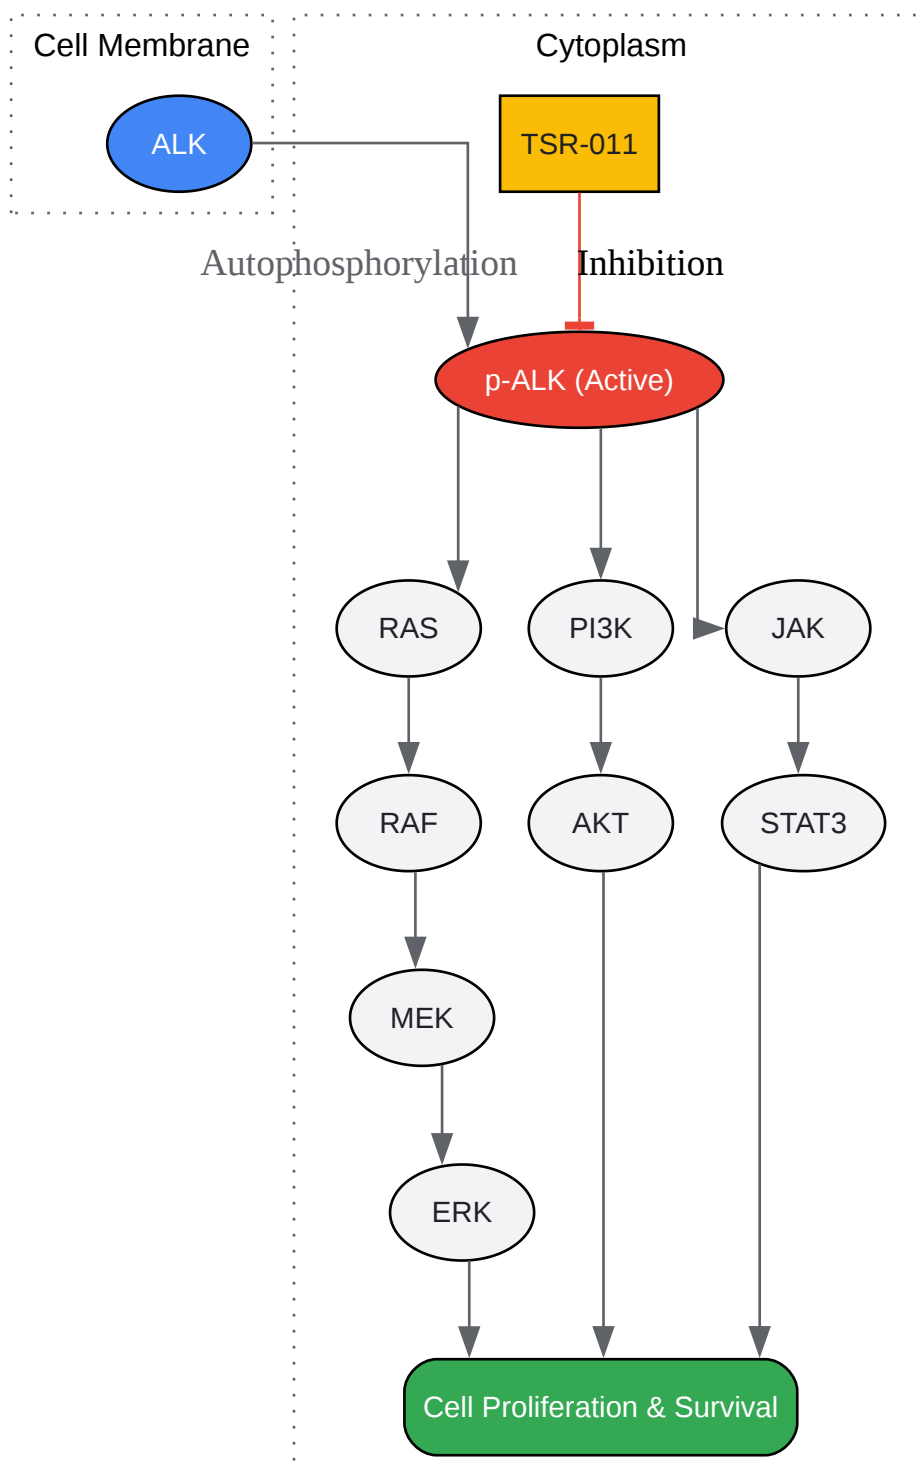 Cell Membrane
Cytoplasm
ALK
TSR-011
Autophosphorylation
Inhibition
p-ALK (Active)
RAS
PI3K
JAK
RAF
AKT
STAT3
MEK
ERK
Cell Proliferation & Survival